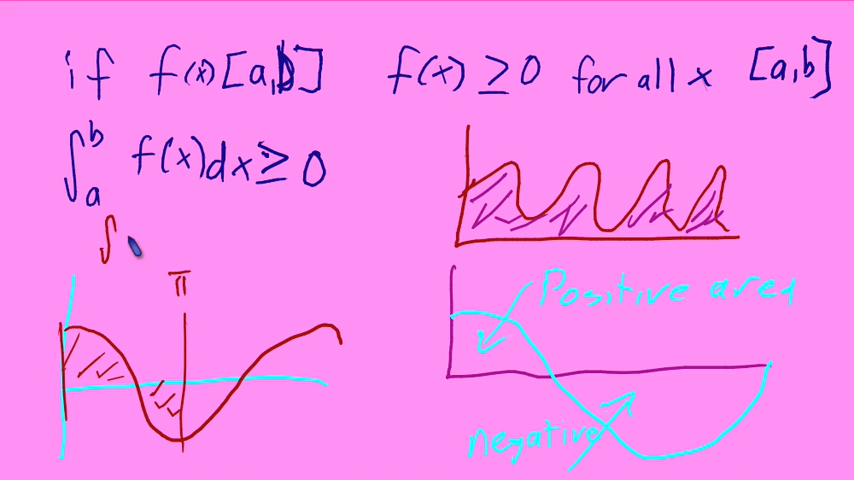 if f(x) [a,b] f(x) ≥ 0 for all x [a,b]
∫ₐᵇ f(x)dx ≥ 0
∫
π
Positive area
negative